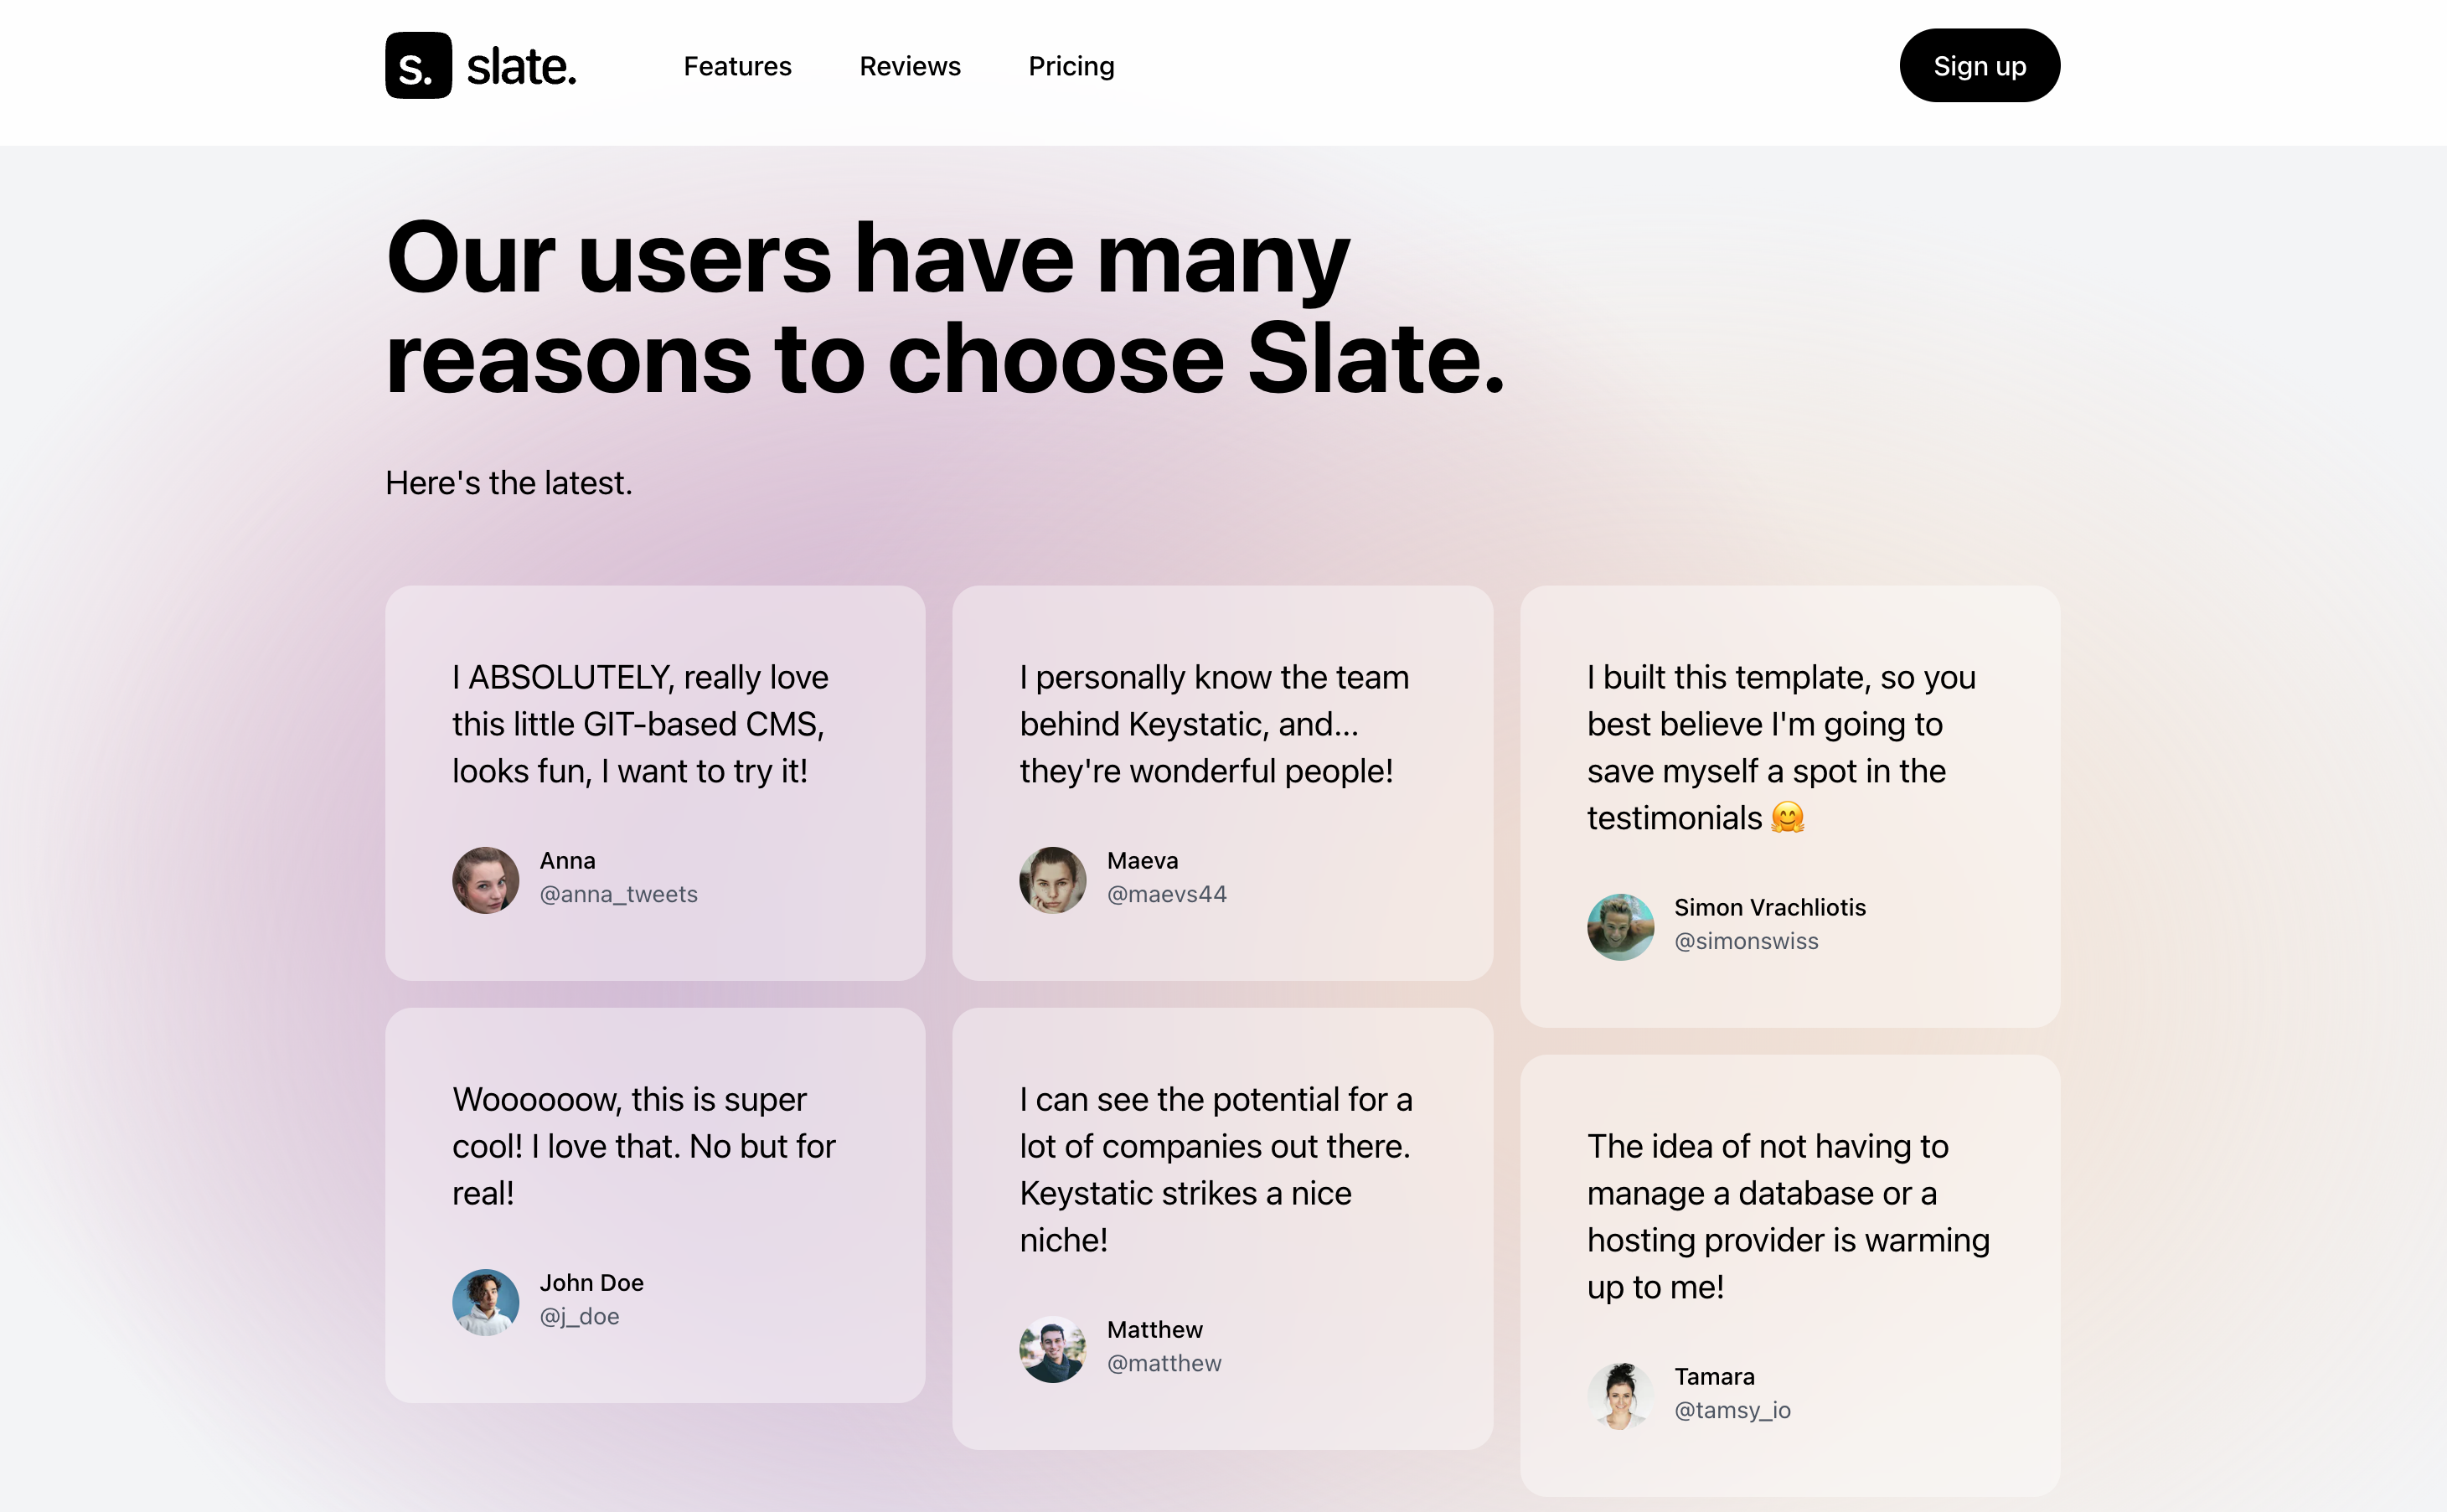 s. slate.
Features
Reviews
Pricing
Sign up
Our users have many
reasons to choose Slate.
Here's the latest.
I ABSOLUTELY, really love
this little GIT-based CMS,
looks fun, I want to try it!
Anna
@anna_tweets
I personally know the team
behind Keystatic, and...
they're wonderful people!
Maeva
@maevs44
I built this template, so you
best believe I'm going to
save myself a spot in the
testimonials 🤗
Simon Vrachliotis
@simonswiss
Woooooow, this is super
cool! I love that. No but for
real!
John Doe
@j_doe
I can see the potential for a
lot of companies out there.
Keystatic strikes a nice
niche!
Matthew
@matthew
The idea of not having to
manage a database or a
hosting provider is warming
up to me!
Tamara
@tamsy_io